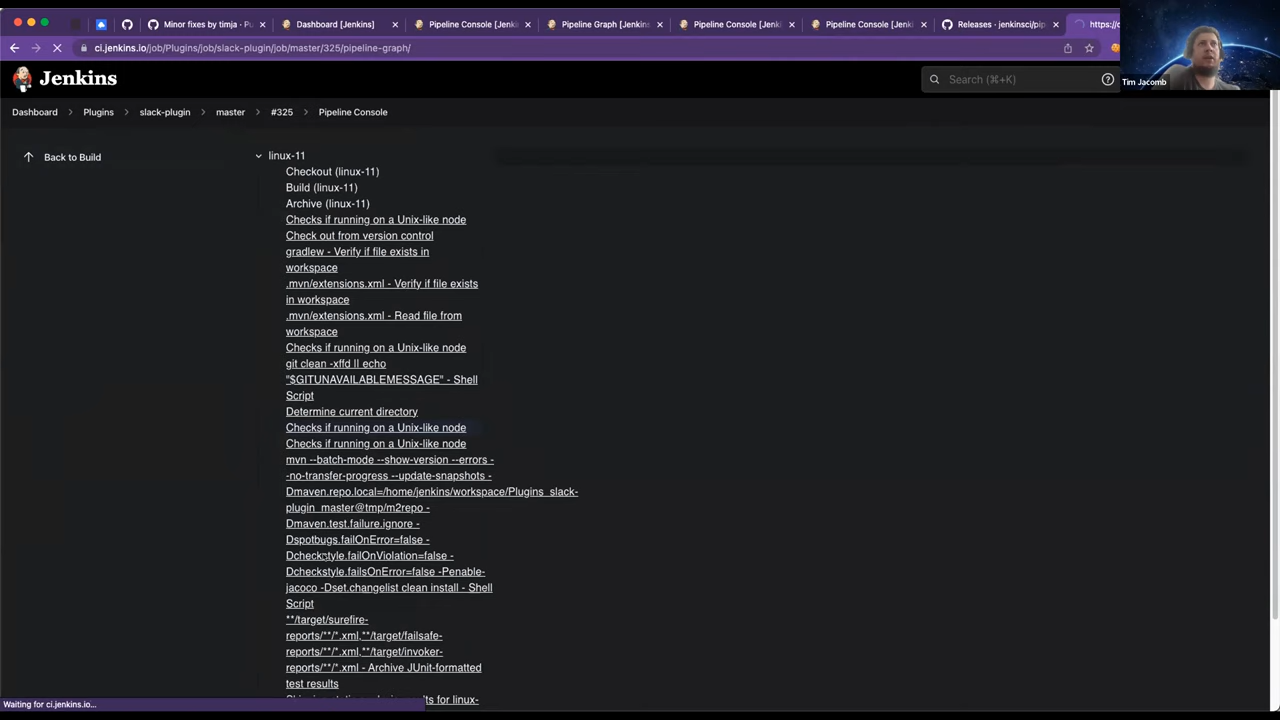 Minor fixes by timja · Pu
Dashboard [Jenkins]
Pipeline Console [Jenkin
Pipeline Graph [Jenkins
Pipeline Console [Jenki
Pipeline Console [Jenk
Releases · jenkinsci/pip
https://c
ci.jenkins.io/job/Plugins/job/slack-plugin/job/master/325/pipeline-graph/
Tim Jacomb
Jenkins
Search (⌘+K)
Dashboard
Plugins
slack-plugin
master
#325
Pipeline Console
Back to Build
linux-11
Checkout (linux-11)
Build (linux-11)
Archive (linux-11)
Checks if running on a Unix-like node
Check out from version control
gradlew - Verify if file exists in
workspace
.mvn/extensions.xml - Verify if file exists
in workspace
.mvn/extensions.xml - Read file from
workspace
Checks if running on a Unix-like node
git clean -xffd || echo
"$GITUNAVAILABLEMESSAGE" - Shell
Script
Determine current directory
Checks if running on a Unix-like node
Checks if running on a Unix-like node
mvn --batch-mode --show-version --errors -
-no-transfer-progress --update-snapshots -
Dmaven.repo.local=/home/jenkins/workspace/Plugins_slack-
plugin_master@tmp/m2repo -
Dmaven.test.failure.ignore -
Dspotbugs.failOnError=false -
Dcheckstyle.failOnViolation=false -
Dcheckstyle.failsOnError=false -Penable-
jacoco -Dset.changelist clean install - Shell
Script
**/target/surefire-
reports/**/*.xml,**/target/failsafe-
reports/**/*.xml,**/target/invoker-
reports/**/*.xml - Archive JUnit-formatted
test results
for linux-
Waiting for ci.jenkins.io...